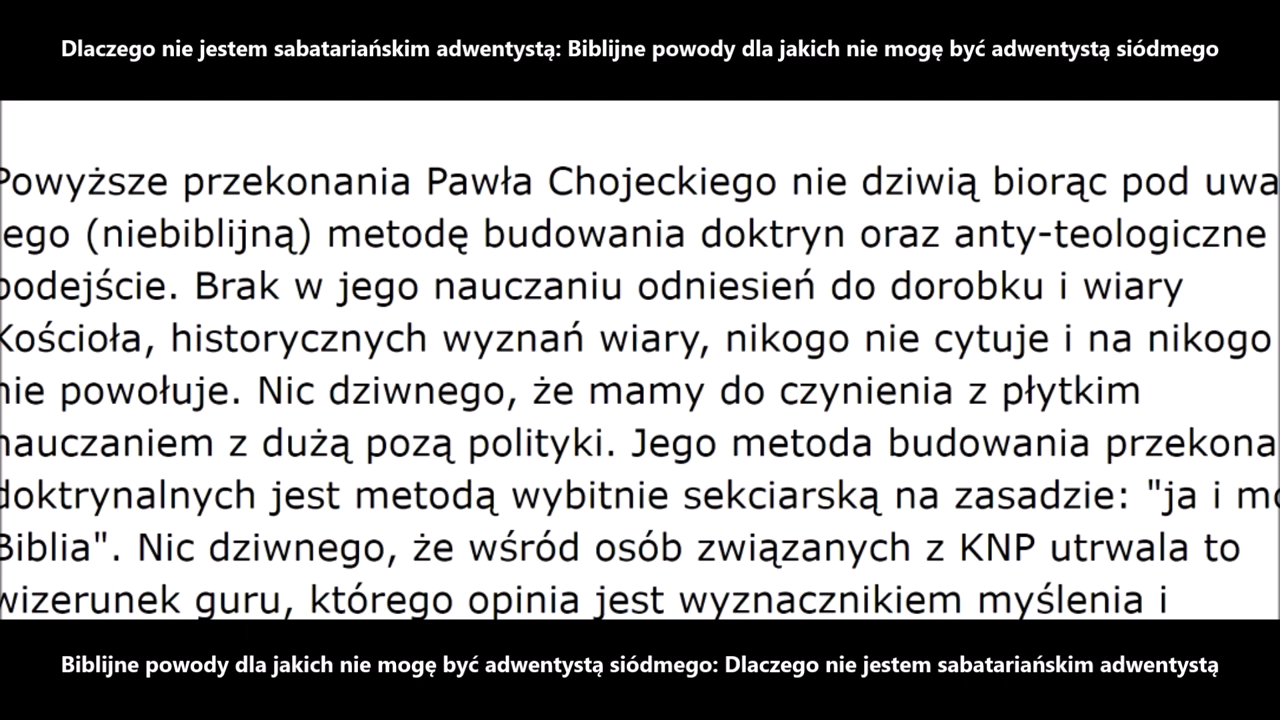 Dlaczego nie jestem sabatariańskim adwentystą: Biblijne powody dla jakich nie mogę być adwentystą siódmego
Powyższe przekonania Pawła Chojeckiego nie dziwią biorąc pod uwa
jego (niebiblijną) metodę budowania doktryn oraz anty-teologiczne
podejście. Brak w jego nauczaniu odniesień do dorobku i wiary
Kościoła, historycznych wyznań wiary, nikogo nie cytuje i na nikogo
nie powołuje. Nic dziwnego, że mamy do czynienia z płytkim
nauczaniem z dużą pozą polityki. Jego metoda budowania przekona
doktrynalnych jest metodą wybitnie sekciarską na zasadzie: "ja i mo
Biblia". Nic dziwnego, że wśród osób związanych z KNP utrwala to
wizerunek guru, którego opinia jest wyznacznikiem myślenia i
Biblijne powody dla jakich nie mogę być adwentystą siódmego: Dlaczego nie jestem sabatariańskim adwentystą